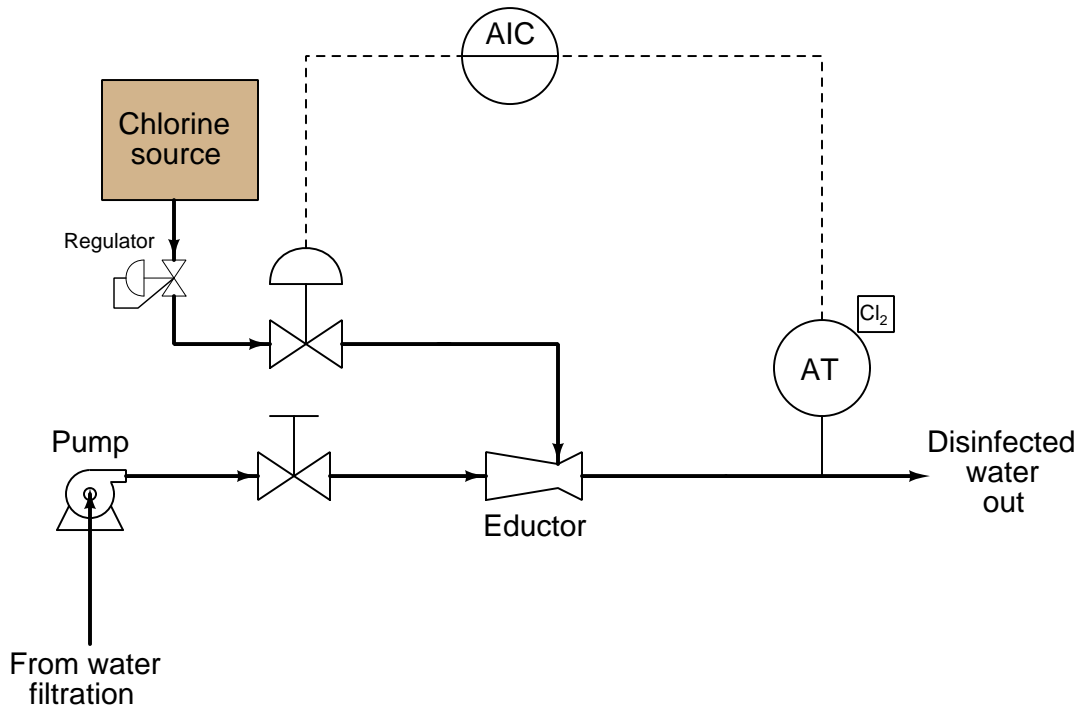 AIC
Chlorine
source
Regulator
Cl₂
AT
Pump
Disinfected
water
out
Eductor
From water
filtration